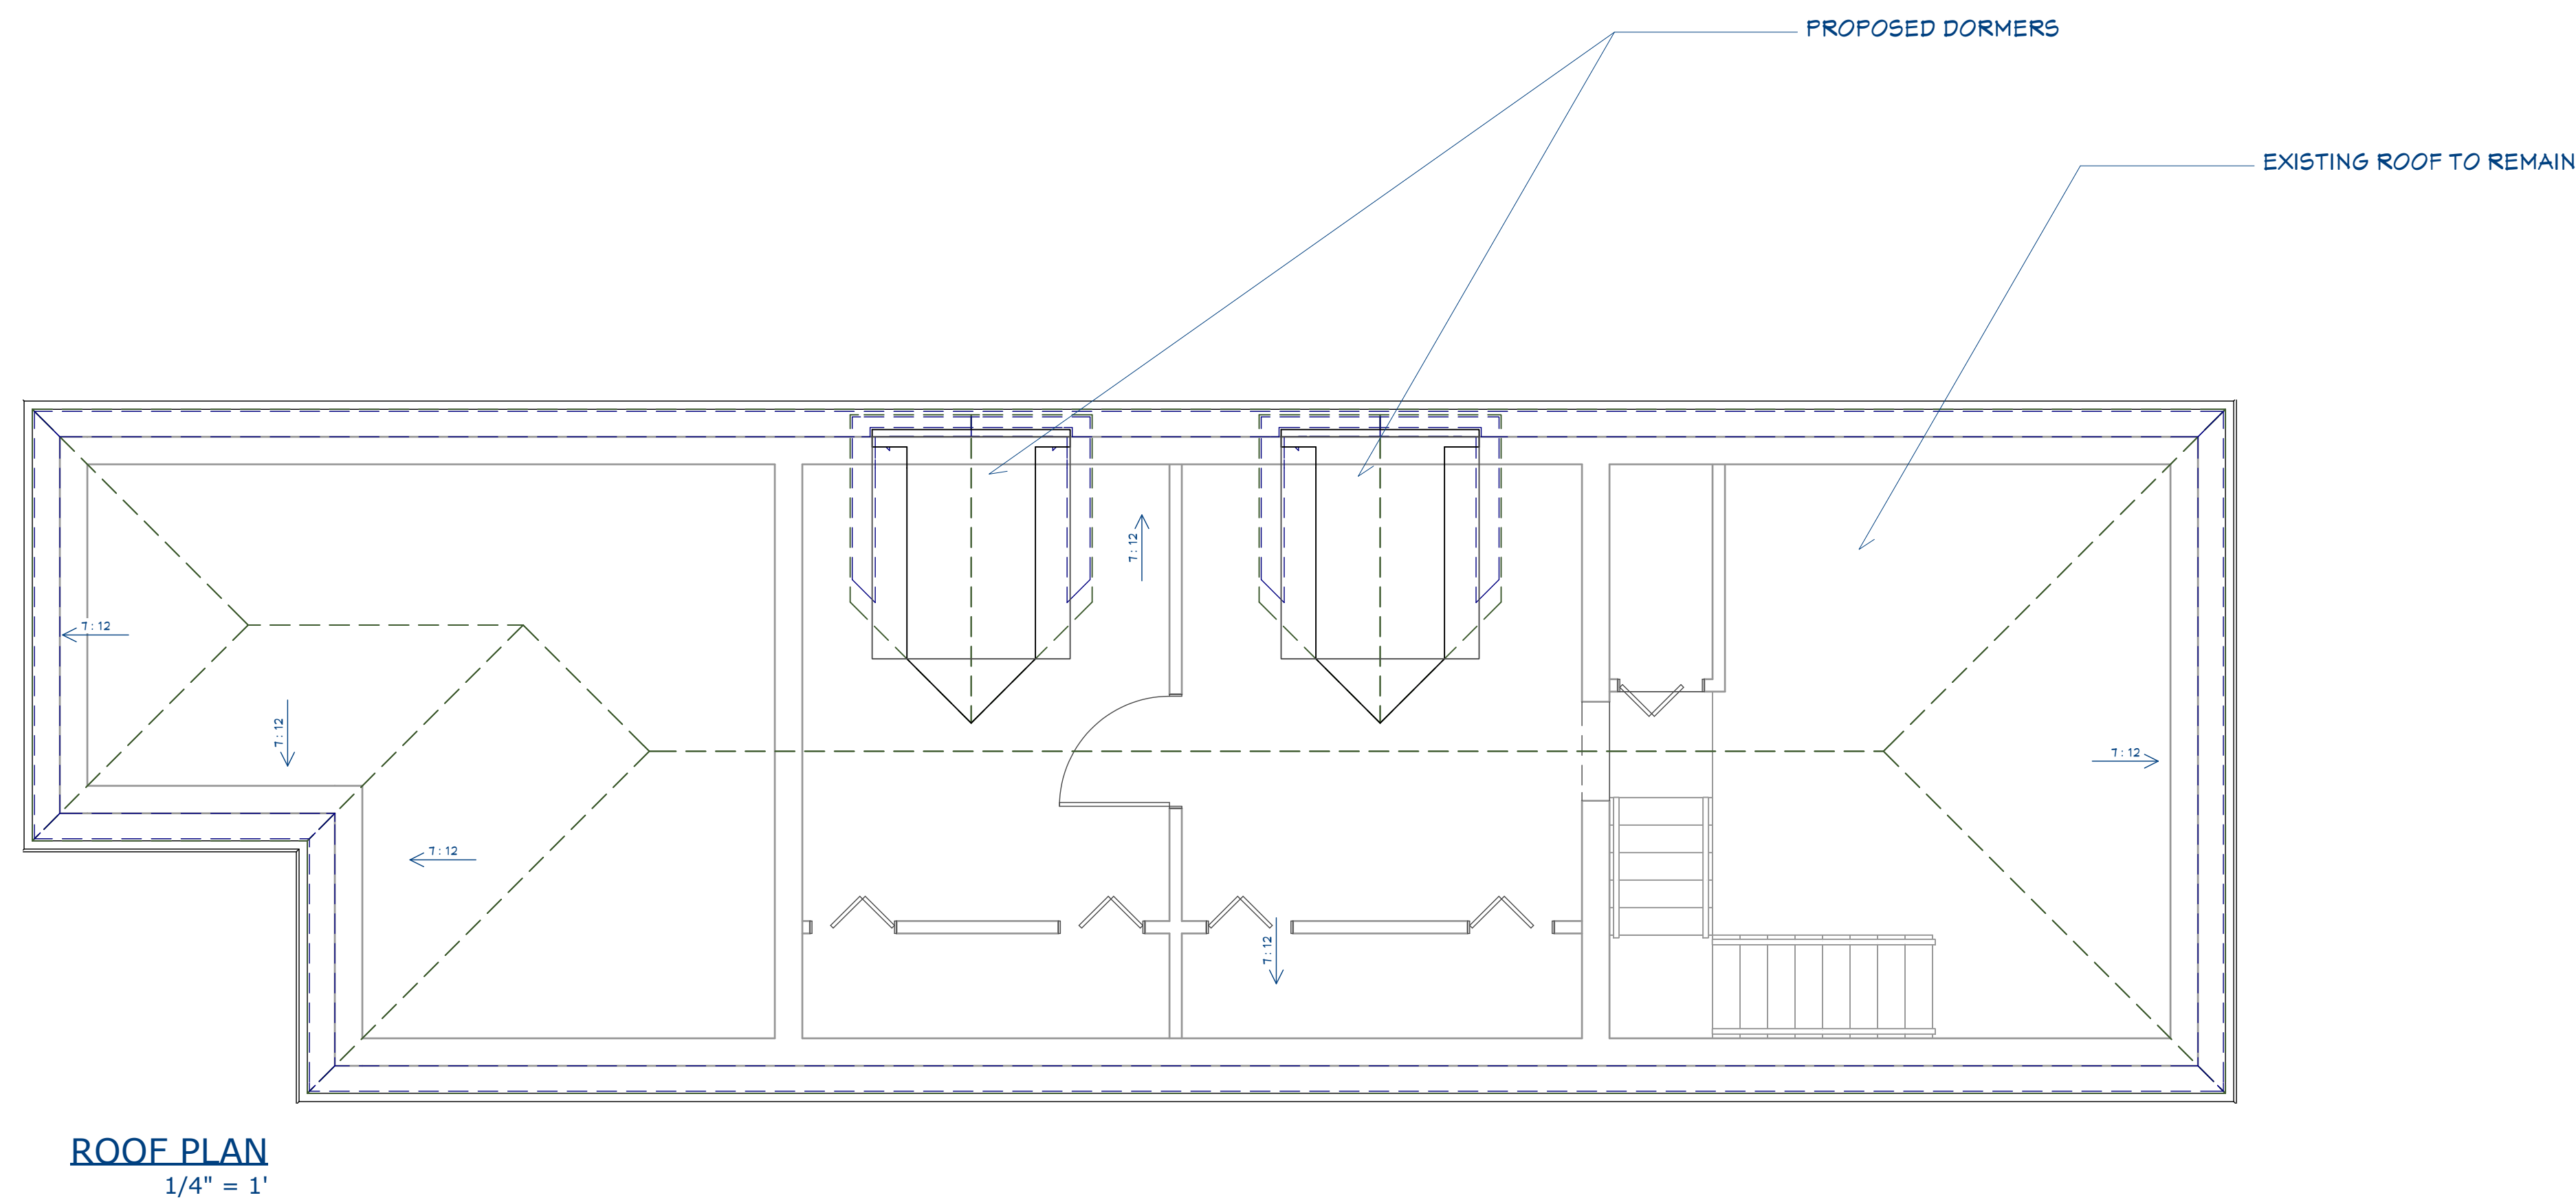 PROPOSED DORMERS
EXISTING ROOF TO REMAIN
7:12
7:12
7:12
7:12
7:12
7:12
ROOF PLAN
1/4" = 1'